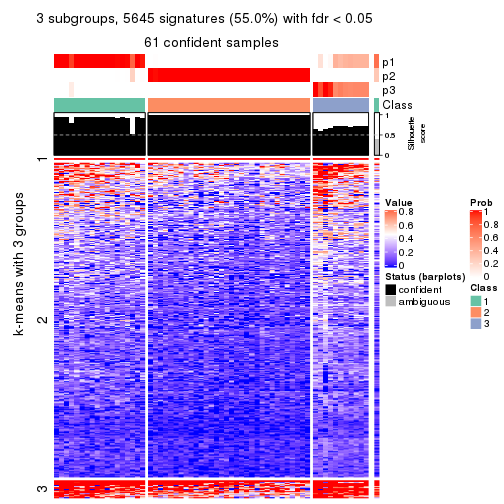 3 subgroups, 5645 signatures (55.0%) with fdr < 0.05
61 confident samples
p1
p2
p3
Class
1
0.5
0
Silhouette score
k-means with 3 groups
1
2
3
Value
0.8
0.6
0.4
0.2
0
Status (barplots)
confident
ambiguous
Prob
1
0.8
0.6
0.4
0.2
0
Class
1
2
3